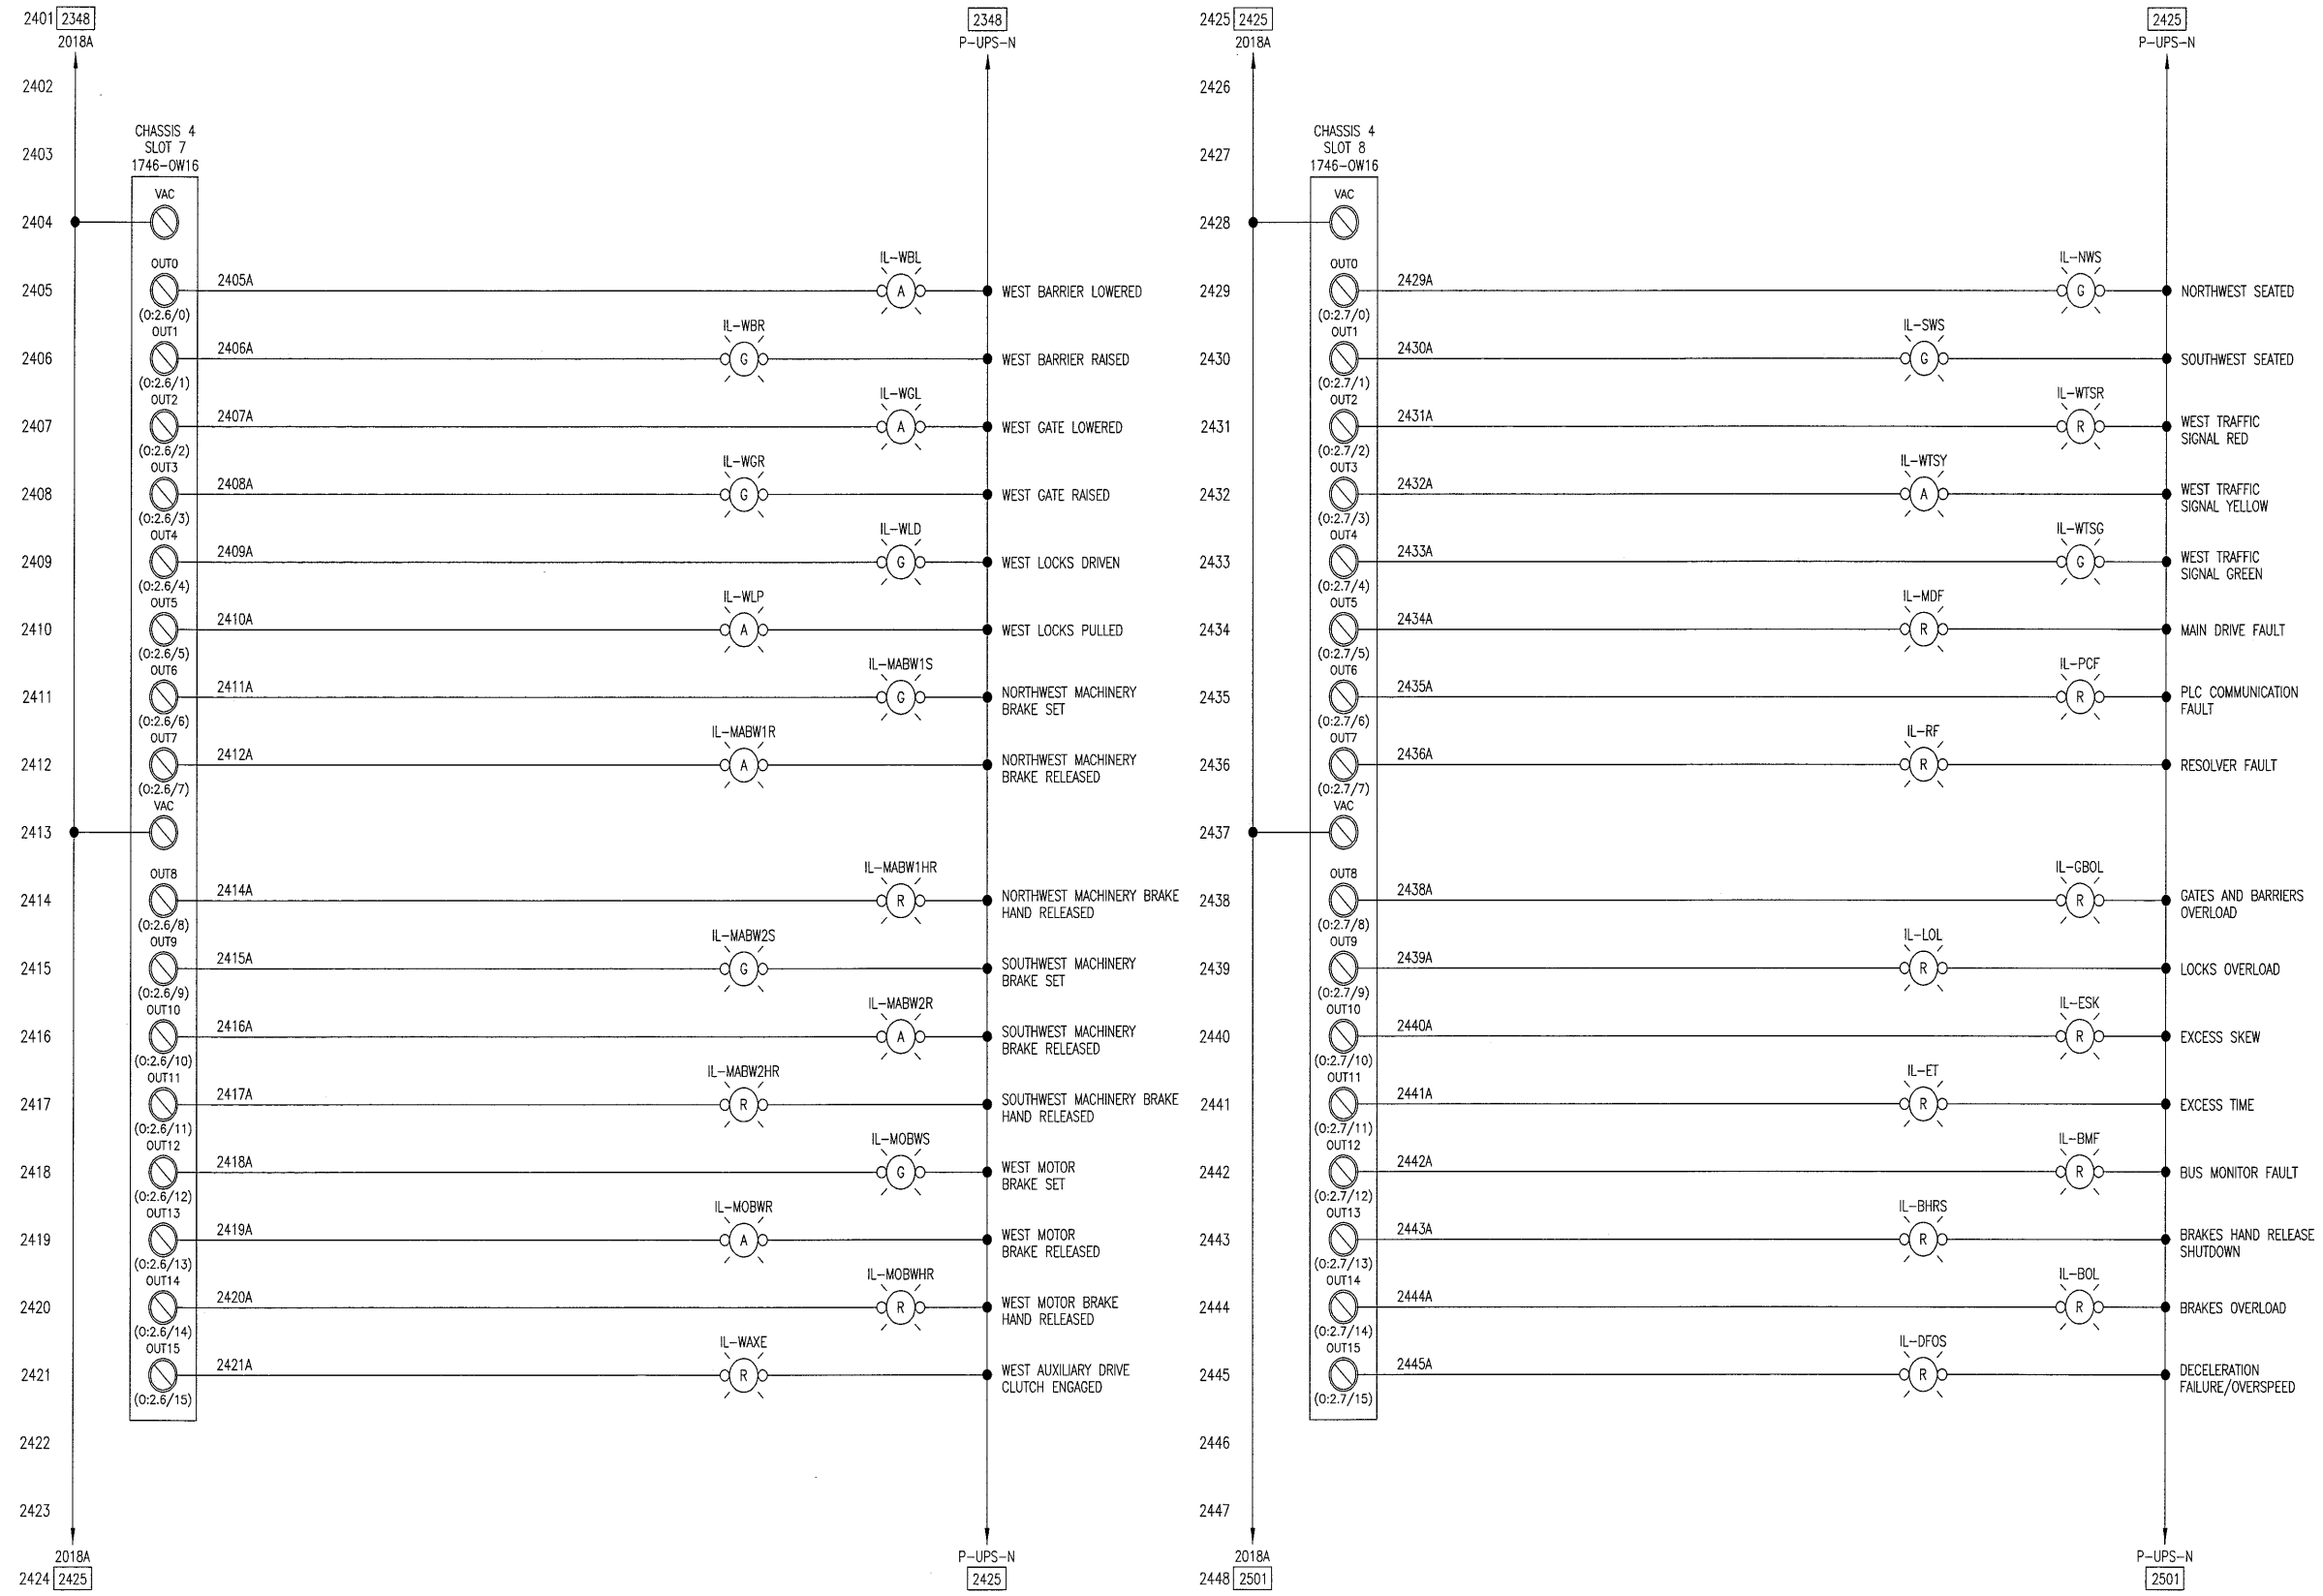 2401 2348
2018A
2348
P-UPS-N
2402
2403
CHASSIS 4
SLOT 7
1746-OW16
2404
VAC
2405
OUT0
(O:2.6/0)
2405A
IL-WBL
A
WEST BARRIER LOWERED
2406
OUT1
(O:2.6/1)
2406A
IL-WBR
G
WEST BARRIER RAISED
2407
OUT2
(O:2.6/2)
2407A
IL-WGL
A
WEST GATE LOWERED
2408
OUT3
(O:2.6/3)
2408A
IL-WGR
G
WEST GATE RAISED
2409
OUT4
(O:2.6/4)
2409A
IL-WLD
G
WEST LOCKS DRIVEN
2410
OUT5
(O:2.6/5)
2410A
IL-WLP
A
WEST LOCKS PULLED
2411
OUT6
(O:2.6/6)
2411A
IL-MABW1S
G
NORTHWEST MACHINERY
BRAKE SET
2412
OUT7
(O:2.6/7)
2412A
IL-MABW1R
A
NORTHWEST MACHINERY
BRAKE RELEASED
2413
VAC
2414
OUT8
(O:2.6/8)
2414A
IL-MABW1HR
R
NORTHWEST MACHINERY BRAKE
HAND RELEASED
2415
OUT9
(O:2.6/9)
2415A
IL-MABW2S
G
SOUTHWEST MACHINERY
BRAKE SET
2416
OUT10
(O:2.6/10)
2416A
IL-MABW2R
A
SOUTHWEST MACHINERY
BRAKE RELEASED
2417
OUT11
(O:2.6/11)
2417A
IL-MABW2HR
R
SOUTHWEST MACHINERY BRAKE
HAND RELEASED
2418
OUT12
(O:2.6/12)
2418A
IL-MOBWS
G
WEST MOTOR
BRAKE SET
2419
OUT13
(O:2.6/13)
2419A
IL-MOBWR
A
WEST MOTOR
BRAKE RELEASED
2420
OUT14
(O:2.6/14)
2420A
IL-MOBWHR
R
WEST MOTOR BRAKE
HAND RELEASED
2421
OUT15
(O:2.6/15)
2421A
IL-WAXE
R
WEST AUXILIARY DRIVE
CLUTCH ENGAGED
2422
2423
2018A
2424 2425
P-UPS-N
2425
2425 2425
2018A
2425
P-UPS-N
2426
2427
CHASSIS 4
SLOT 8
1746-OW16
2428
VAC
2429
OUT0
(O:2.7/0)
2429A
IL-NWS
G
NORTHWEST SEATED
2430
OUT1
(O:2.7/1)
2430A
IL-SWS
G
SOUTHWEST SEATED
2431
OUT2
(O:2.7/2)
2431A
IL-WTSR
R
WEST TRAFFIC
SIGNAL RED
2432
OUT3
(O:2.7/3)
2432A
IL-WTSY
A
WEST TRAFFIC
SIGNAL YELLOW
2433
OUT4
(O:2.7/4)
2433A
IL-WTSG
G
WEST TRAFFIC
SIGNAL GREEN
2434
OUT5
(O:2.7/5)
2434A
IL-MDF
R
MAIN DRIVE FAULT
2435
OUT6
(O:2.7/6)
2435A
IL-PCF
R
PLC COMMUNICATION
FAULT
2436
OUT7
(O:2.7/7)
2436A
IL-RF
R
RESOLVER FAULT
2437
VAC
2438
OUT8
(O:2.7/8)
2438A
IL-GBOL
R
GATES AND BARRIERS
OVERLOAD
2439
OUT9
(O:2.7/9)
2439A
IL-LOL
R
LOCKS OVERLOAD
2440
OUT10
(O:2.7/10)
2440A
IL-ESK
R
EXCESS SKEW
2441
OUT11
(O:2.7/11)
2441A
IL-ET
R
EXCESS TIME
2442
OUT12
(O:2.7/12)
2442A
IL-BMF
R
BUS MONITOR FAULT
2443
OUT13
(O:2.7/13)
2443A
IL-BHRS
R
BRAKES HAND RELEASE
SHUTDOWN
2444
OUT14
(O:2.7/14)
2444A
IL-BOL
R
BRAKES OVERLOAD
2445
OUT15
(O:2.7/15)
2445A
IL-DFOS
R
DECELERATION
FAILURE/OVERSPEED
2446
2447
2018A
2448 2501
P-UPS-N
2501